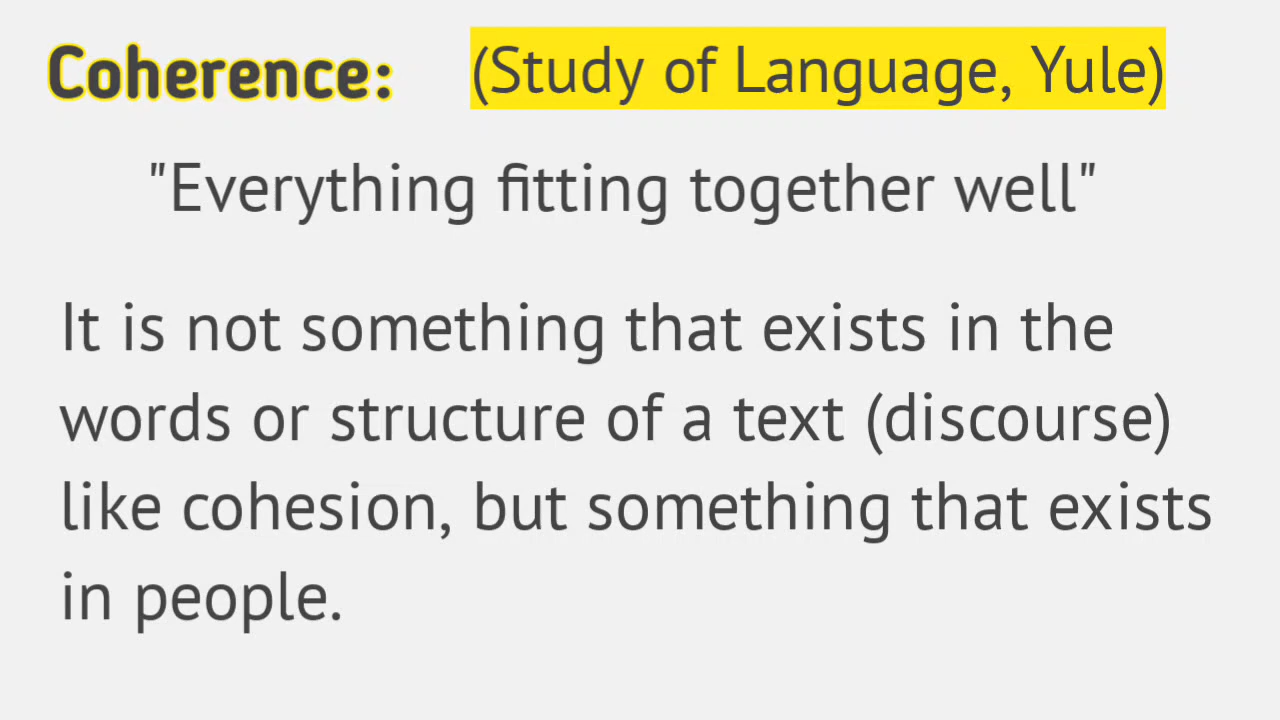 Coherence: (Study of Language, Yule)
"Everything fitting together well"
It is not something that exists in the
words or structure of a text (discourse)
like cohesion, but something that exists
in people.